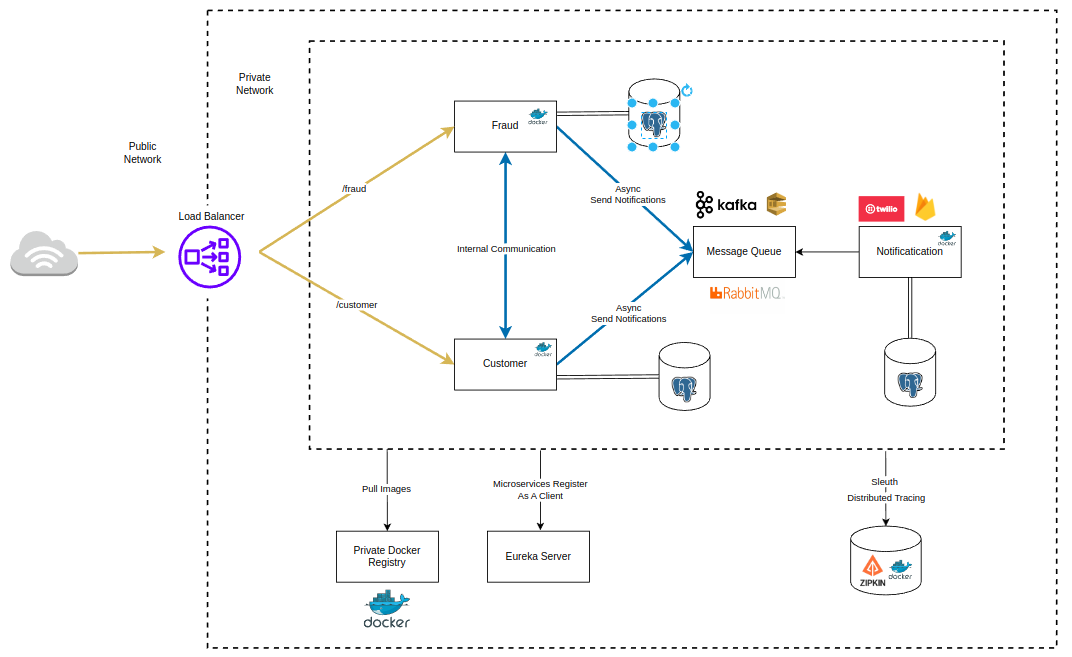 Private
Network
Public
Network
Load Balancer
/fraud
/customer
Fraud
docker
Internal Communication
Customer
docker
Async
Send Notifications
Async
Send Notifications
kafka
Message Queue
RabbitMQ
twilio
Notificatication
docker
Pull Images
Microservices Register
As A Client
Sleuth
Distributed Tracing
Private Docker
Registry
docker
Eureka Server
ZIPKIN
docker